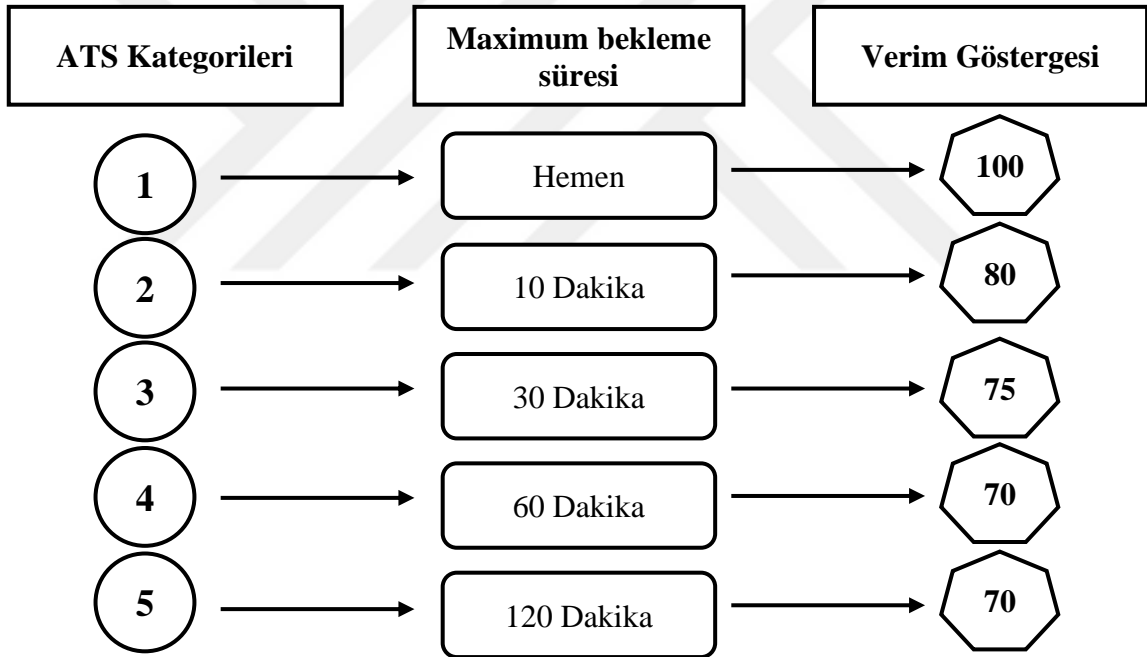 ATS Kategorileri
Maximum bekleme
süresi
Verim Göstergesi
1
Hemen
100
2
10 Dakika
80
3
30 Dakika
75
4
60 Dakika
70
5
120 Dakika
70